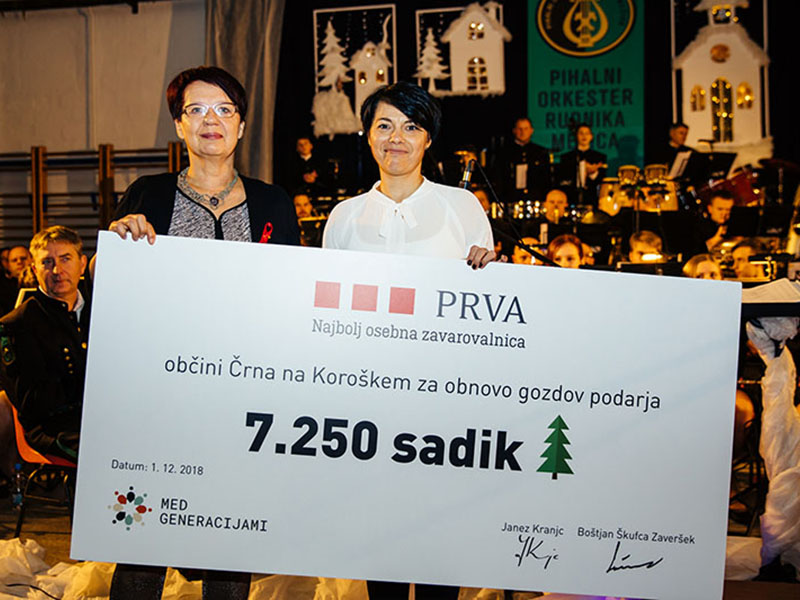 PIHALNI
ORKESTER
RUDNIKA
MEŽICA
PRVA
Najbolj osebna zavarovalnica
občini Črna na Koroškem za obnovo gozdov podarja
7.250 sadik
Datum: 1. 12. 2018
MED
GENERACIJAMI
Janez Kranjc
Boštjan Škufca Zaveršek